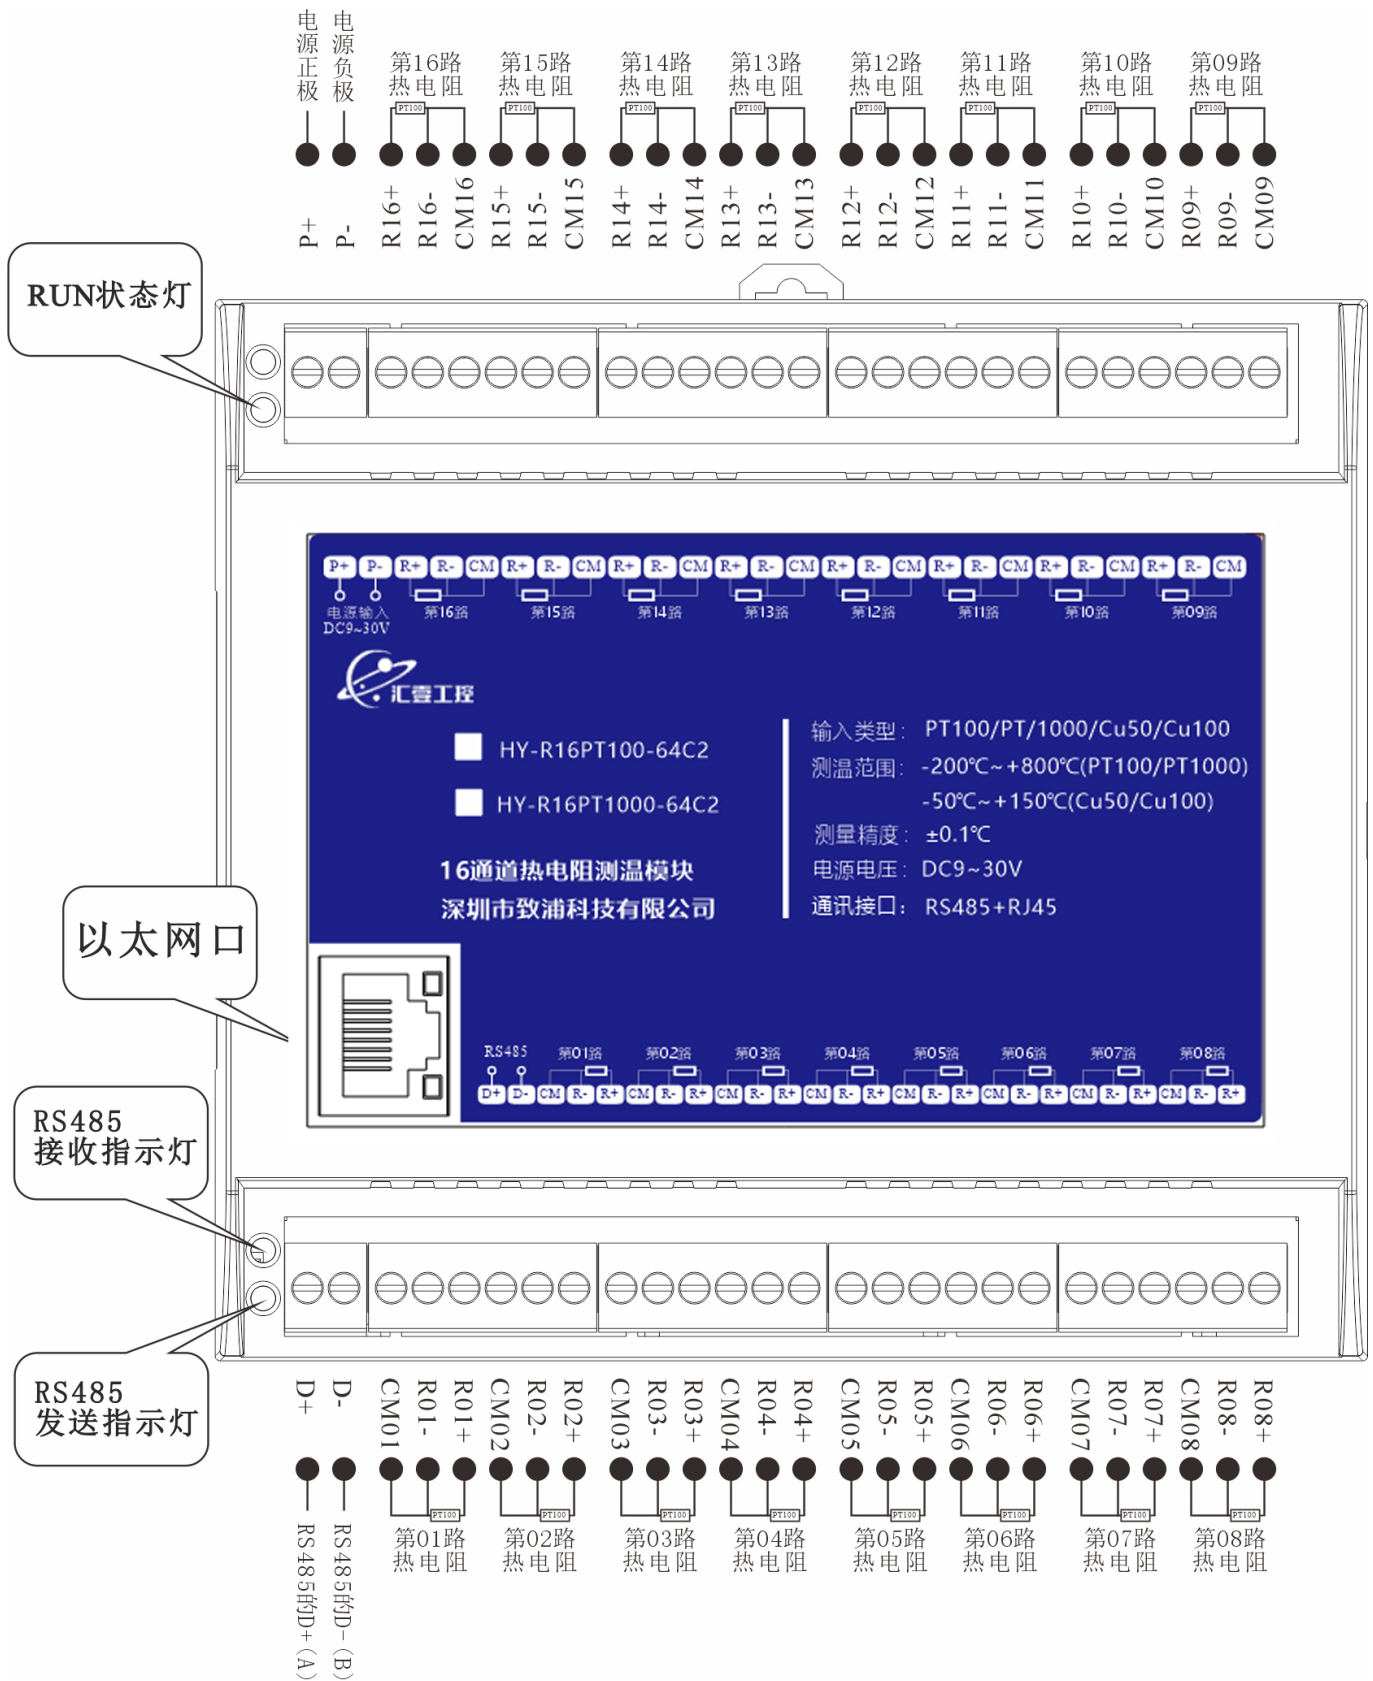 电源正极
电源负极
第16路
热电阻
第15路
热电阻
第14路
热电阻
第13路
热电阻
第12路
热电阻
第11路
热电阻
第10路
热电阻
第09路
热电阻
PT100 PT100 PT100 PT100 PT100 PT100 PT100 PT100
P+ P- R16+ R16- CM16 R15+ R15- CM15 R14+ R14- CM14 R13+ R13- CM13 R12+ R12- CM12 R11+ R11- CM11 R10+ R10- CM10 R09+ R09- CM09
RUN状态灯
P+ P- R+ R- CM R+ R- CM R+ R- CM R+ R- CM R+ R- CM R+ R- CM R+ R- CM R+ R- CM
电源输入 第16路 第15路 第14路 第13路 第12路 第11路 第10路 第09路
DC9~30V
汇壹工控
HY-R16PT100-64C2
HY-R16PT1000-64C2
16通道热电阻测温模块
深圳市致浦科技有限公司
输入类型: PT100/PT/1000/Cu50/Cu100
测温范围: -200℃~+800℃(PT100/PT1000)
-50℃~+150℃(Cu50/Cu100)
测量精度: ±0.1℃
电源电压: DC9~30V
通讯接口: RS485+RJ45
以太网口
RS485 第01路 第02路 第03路 第04路 第05路 第06路 第07路 第08路
D+ D- CM R- R+ CM R- R+ CM R- R+ CM R- R+ CM R- R+ CM R- R+ CM R- R+ CM R- R+
RS485
接收指示灯
RS485
发送指示灯
D+ D- CM01 R01- R01+ CM02 R02- R02+ CM03 R03- R03+ CM04 R04- R04+ CM05 R05- R05+ CM06 R06- R06+ CM07 R07- R07+ CM08 R08- R08+
PT100 PT100 PT100 PT100 PT100 PT100 PT100 PT100
RS485的D+(A)
RS485的D-(B)
第01路
热电阻
第02路
热电阻
第03路
热电阻
第04路
热电阻
第05路
热电阻
第06路
热电阻
第07路
热电阻
第08路
热电阻